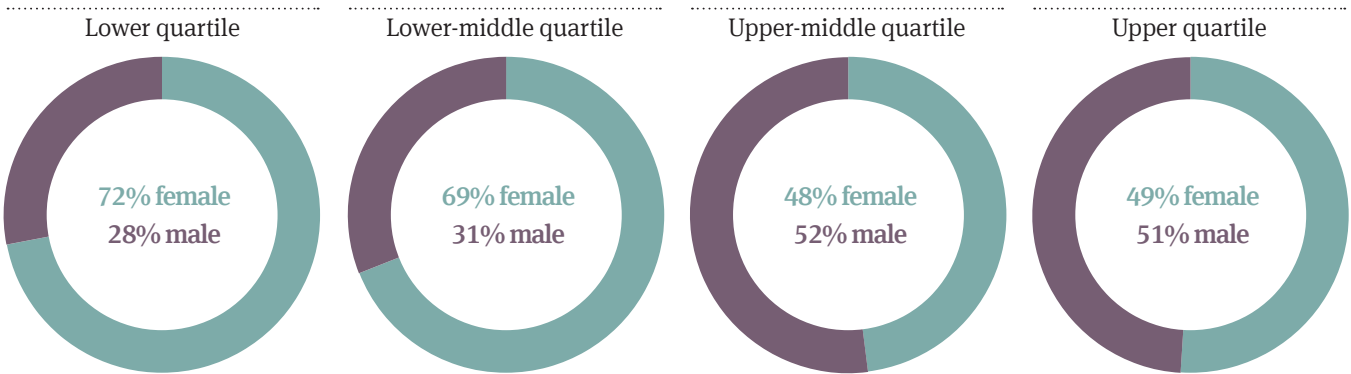 Lower quartile
72% female
28% male
Lower-middle quartile
69% female
31% male
Upper-middle quartile
48% female
52% male
Upper quartile
49% female
51% male